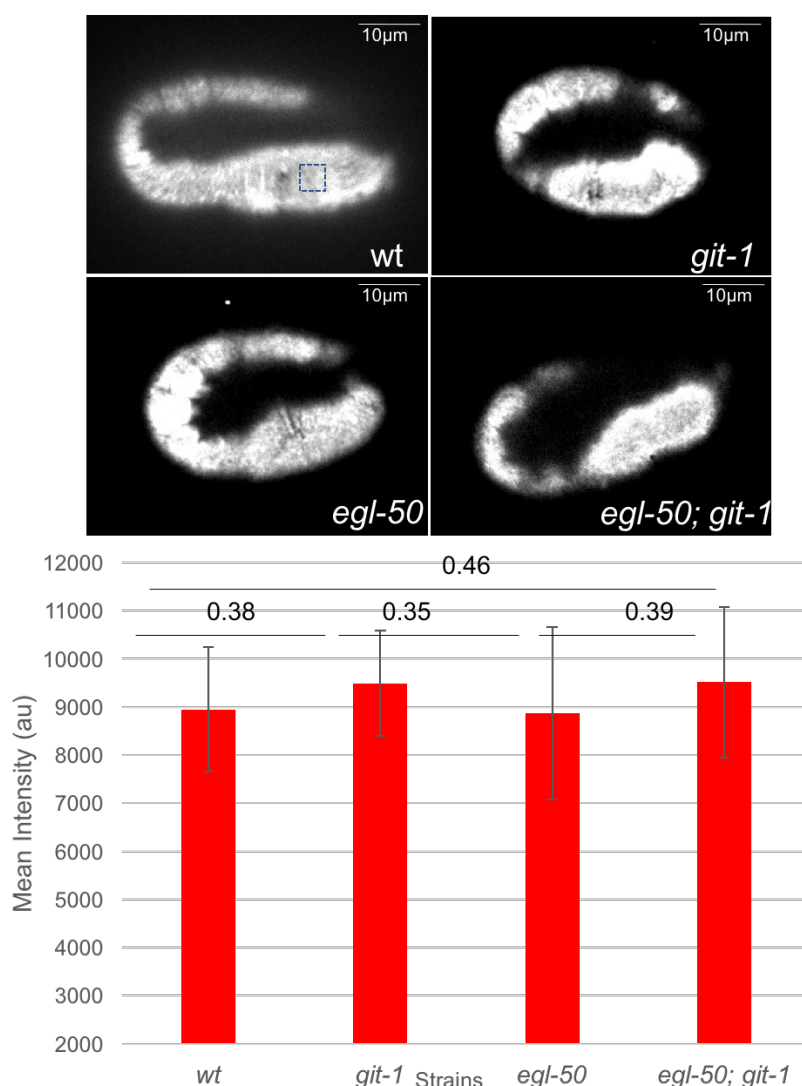 10µm
10µm
wt
git-1
10µm
10µm
egl-50
egl-50; git-1
12000
0.46
11000
0.38
0.35
0.39
10000
9000
8000
7000
6000
5000
4000
3000
2000
Mean Intensity (au)
wt
git-1
egl-50
egl-50; git-1
Strains